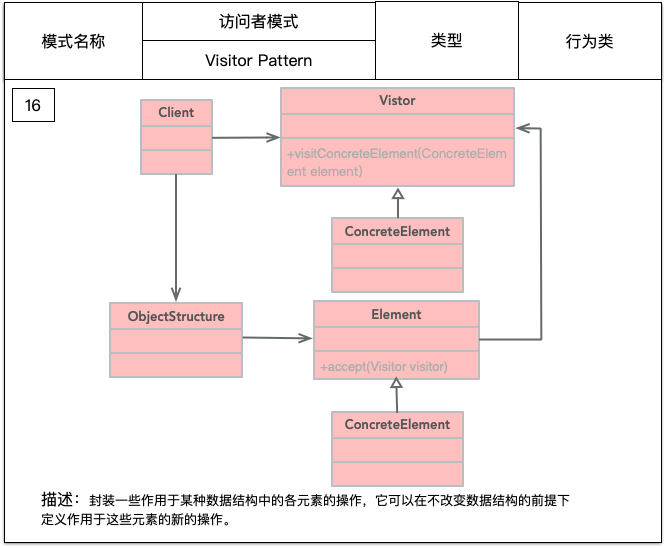 模式名称
访问者模式
Visitor Pattern
类型
行为类
16
Client
Vistor
+visitConcreteElement(ConcreteElem
ent element)
ConcreteElement
ObjectStructure
Element
+accept(Visitor visitor)
ConcreteElement
描述：封装一些作用于某种数据结构中的各元素的操作，它可以在不改变数据结构的前提下
定义作用于这些元素的新的操作。